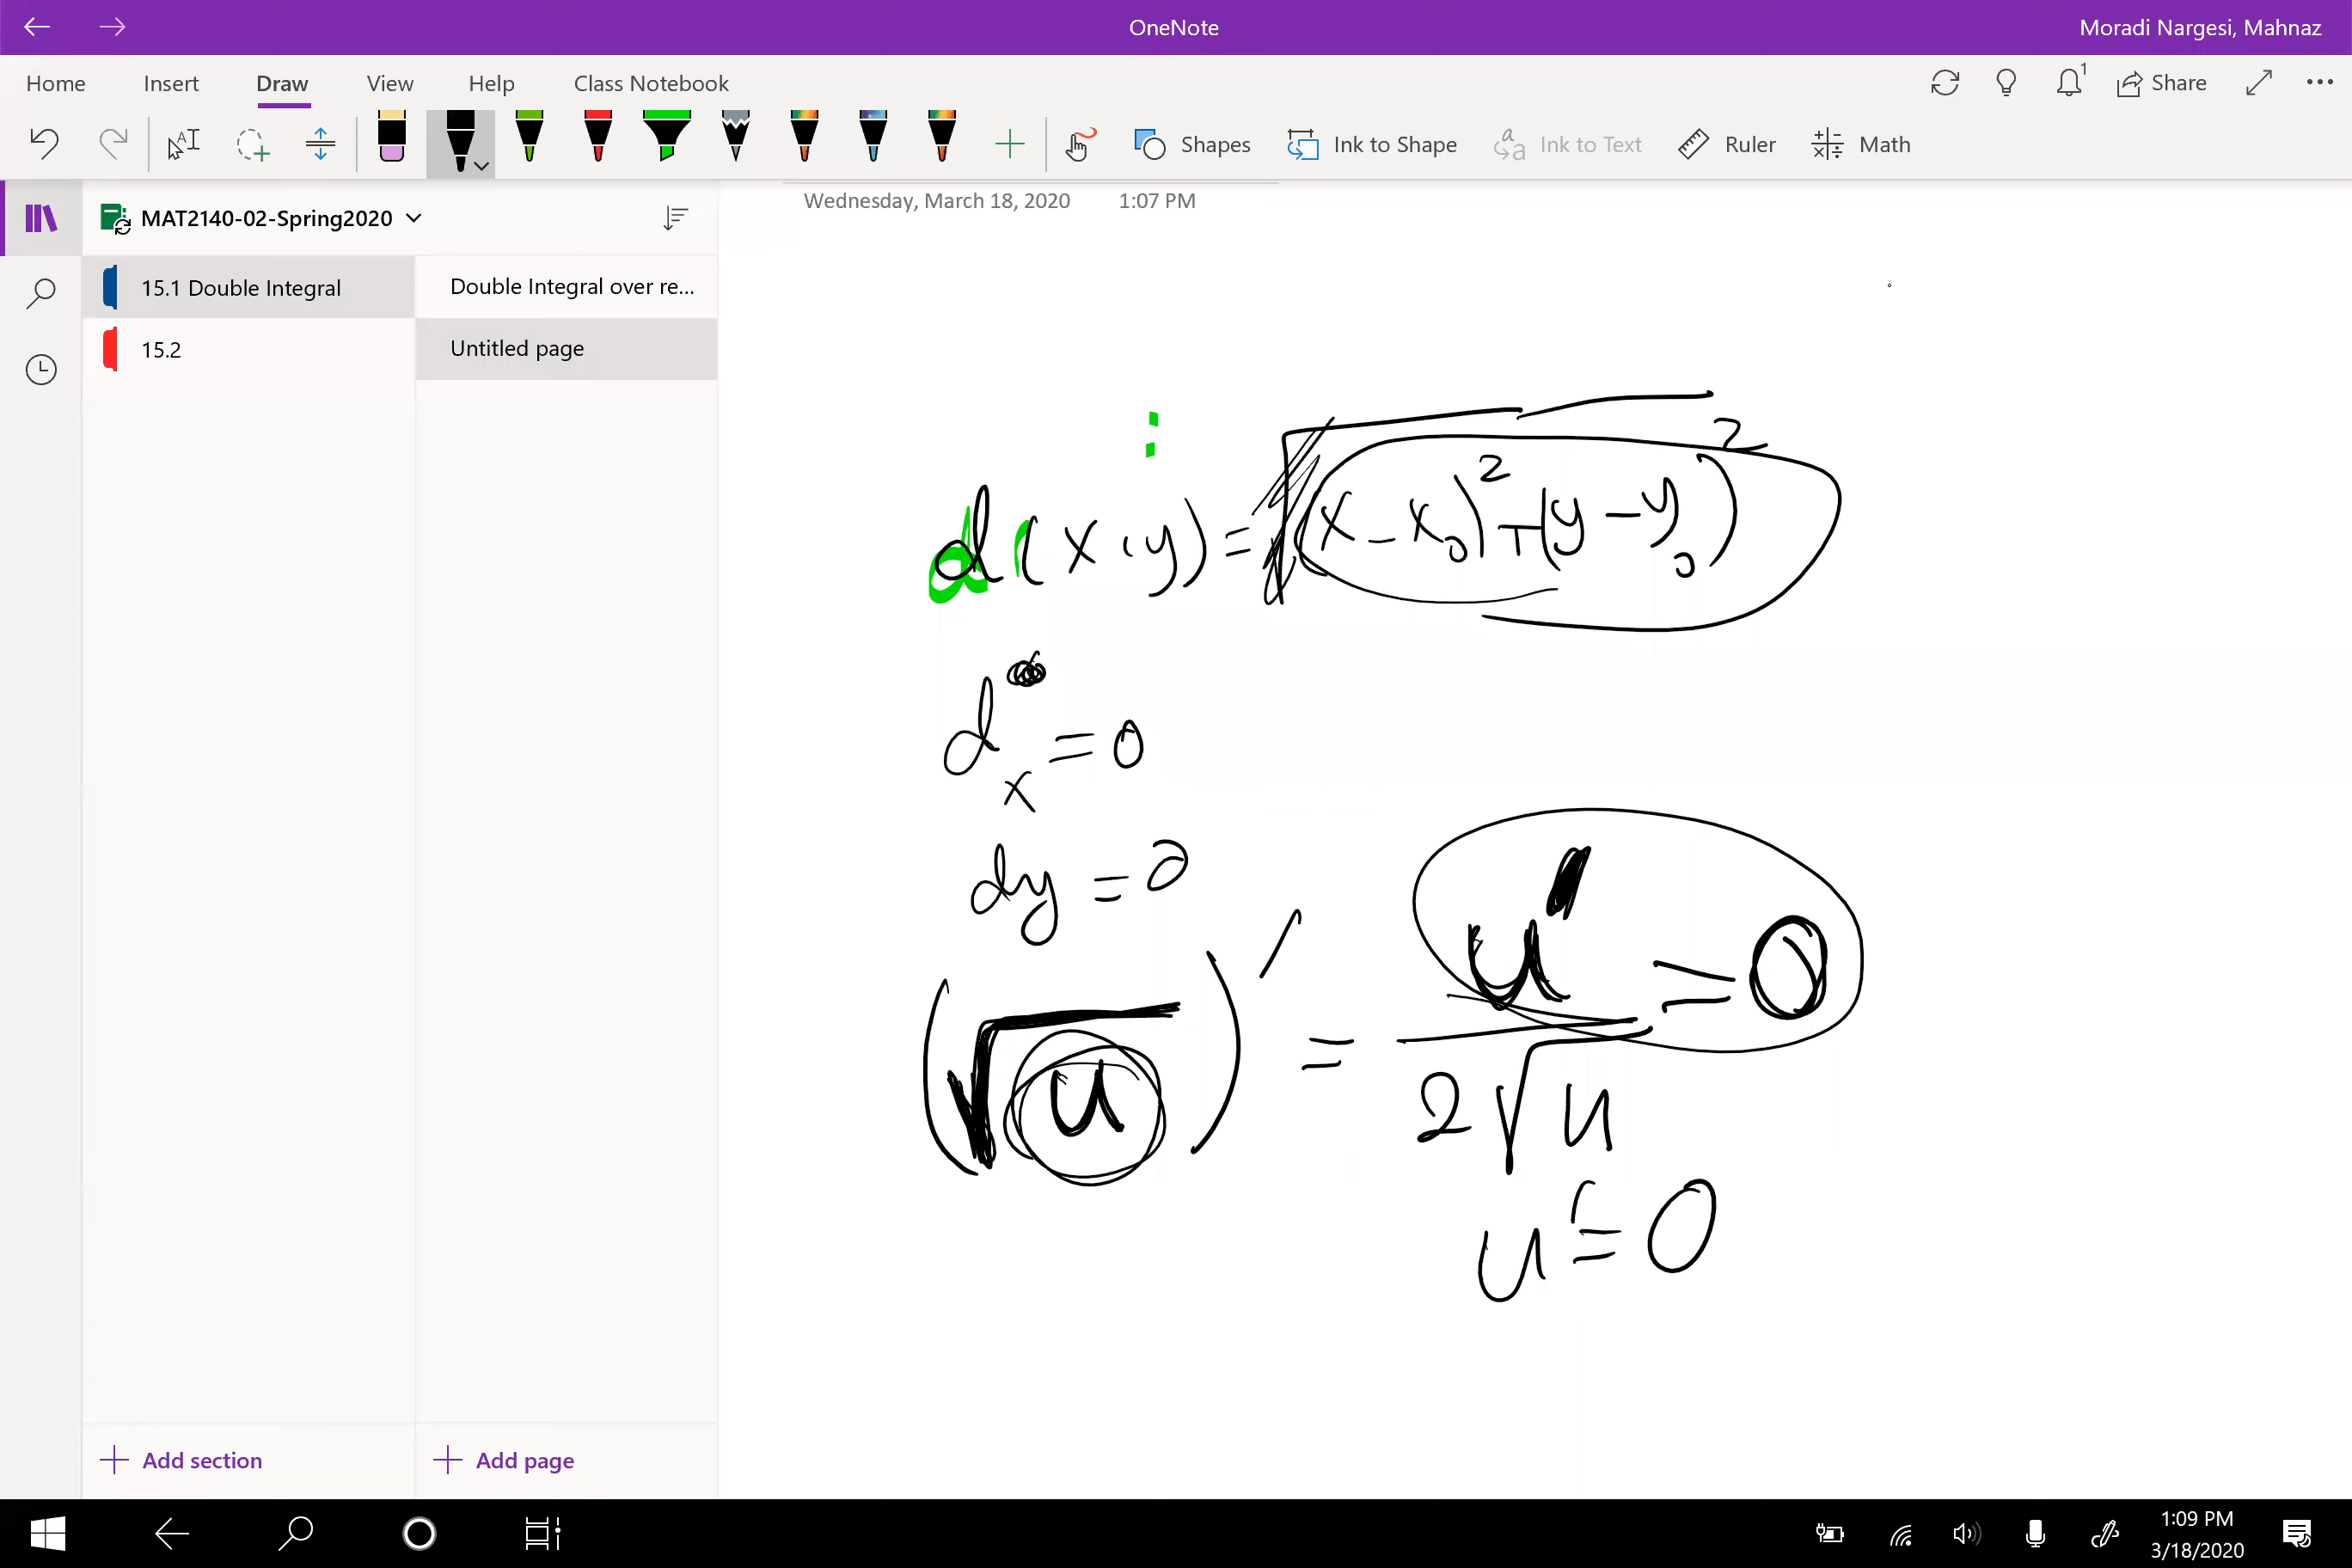 OneNote
Moradi Nargesi, Mahnaz
Home Insert Draw View Help Class Notebook
1 Share
Shapes Ink to Shape Ink to Text Ruler Math
MAT2140-02-Spring2020
15.1 Double Integral
15.2
Double Integral over re...
Untitled page
Add section
Add page
Wednesday, March 18, 2020 1:07 PM
d(x,y) = √(x - x₀)² + (y - y₀)²
dₓ = 0
dy = 0
(√u)′ = u′ = 0
2√u
u′ = 0
1:09 PM
3/18/2020